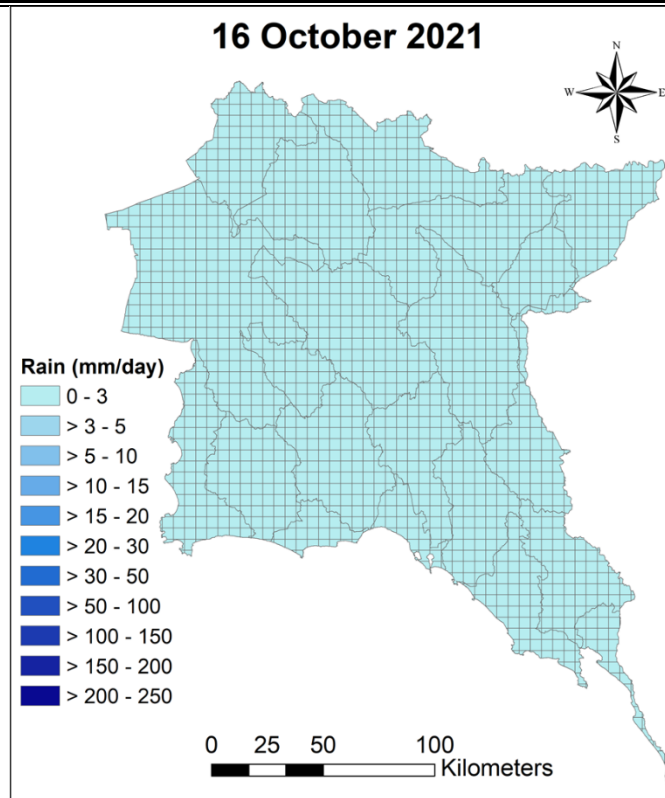 16 October 2021
N
W E
S
Rain (mm/day)
0 - 3
> 3 - 5
> 5 - 10
> 10 - 15
> 15 - 20
> 20 - 30
> 30 - 50
> 50 - 100
> 100 - 150
> 150 - 200
> 200 - 250
0 25 50 100
Kilometers